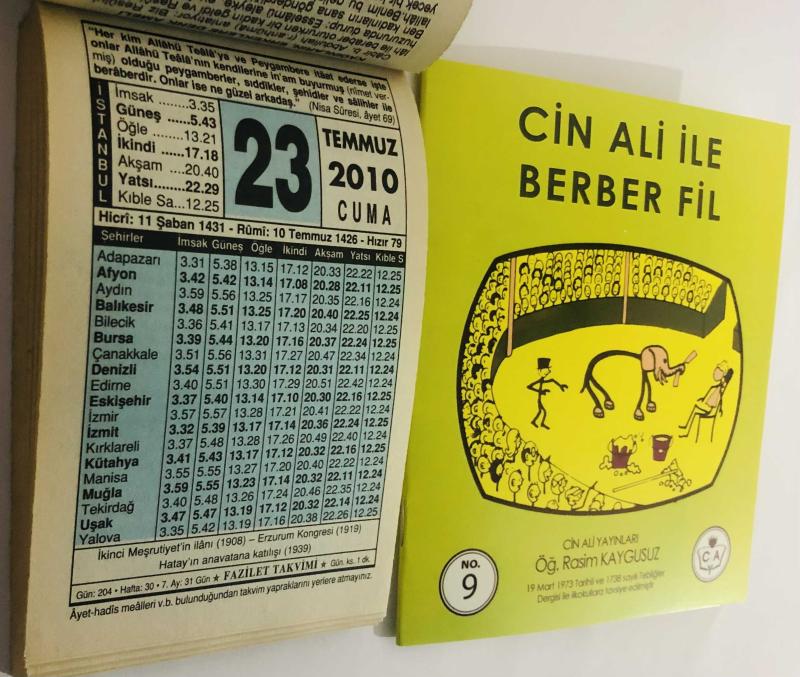 "Her kim Allâhü Teâlâ'ya ve Peygambere itâat ederse işte
onlar Allâhü Teâlâ'nın kendilerine in'am buyurmuş (nîmet ver-
miş) olduğu peygamberler, sıddikler, şehidler ve sâlihler ile
berâberdir. Onlar ise ne güzel arkadaş."
(Nisa Sûresi, âyet 69)
İSTANBUL
İmsak ........3.35
Güneş ......5.43
Öğle .......13.21
İkindi .....17.18
Akşam ...20.40
Yatsı........22.29
Kıble Sa...12.25
23
TEMMUZ
2010
CUMA
Hicrî: 11 Şaban 1431 - Rûmî: 10 Temmuz 1426 - Hızır 79
Şehirler İmsak Güneş Öğle İkindi Akşam Yatsı Kıble S
Adapazarı 3.31 5.38 13.15 17.12 20.33 22.22 12.25
Afyon 3.42 5.42 13.14 17.08 20.28 22.11 12.25
Aydın 3.59 5.56 13.25 17.17 20.35 22.16 12.24
Balıkesir 3.48 5.51 13.25 17.20 20.40 22.25 12.24
Bilecik 3.36 5.41 13.17 17.13 20.34 22.20 12.25
Bursa 3.39 5.44 13.20 17.16 20.37 22.24 12.25
Çanakkale 3.51 5.56 13.31 17.27 20.47 22.34 12.24
Denizli 3.54 5.51 13.20 17.12 20.31 22.11 12.24
Edirne 3.40 5.51 13.30 17.29 20.51 22.42 12.24
Eskişehir 3.37 5.40 13.14 17.10 20.30 22.16 12.25
İzmir 3.57 5.57 13.28 17.21 20.41 22.22 12.24
İzmit 3.32 5.39 13.17 17.14 20.36 22.24 12.25
Kırklareli 3.37 5.48 13.28 17.26 20.49 22.40 12.24
Kütahya 3.41 5.43 13.17 17.12 20.32 22.16 12.25
Manisa 3.55 5.55 13.27 17.20 20.40 22.22 12.24
Muğla 3.59 5.55 13.23 17.14 20.32 22.11 12.24
Tekirdağ 3.40 5.48 13.26 17.24 20.46 22.35 12.24
Uşak 3.47 5.47 13.19 17.12 20.32 22.14 12.24
Yalova 3.35 5.42 13.19 17.16 20.38 22.26 12.25
İkinci Meşrutiyet'in ilânı (1908) – Erzurum Kongresi (1919)
Hatay'ın anavatana katılışı (1939)
Gün: 204 • Hafta: 30 • 7. Ay: 31 Gün ★ FAZİLET TAKVİMİ ★ Gün. ks. 1 dk.
Âyet-hadîs meâlleri v.b. bulunduğundan takvim yapraklarını yerlere atmayınız.
CİN ALİ İLE
BERBER FİL
CİN ALİ YAYINLARI
Öğ. Rasim KAYGUSUZ
19 Mart 1973 Tarihli ve 1738 sayılı Tebliğler
Dergisi ile ilkokullara tavsiye edilmiştir
NO.
9
C A